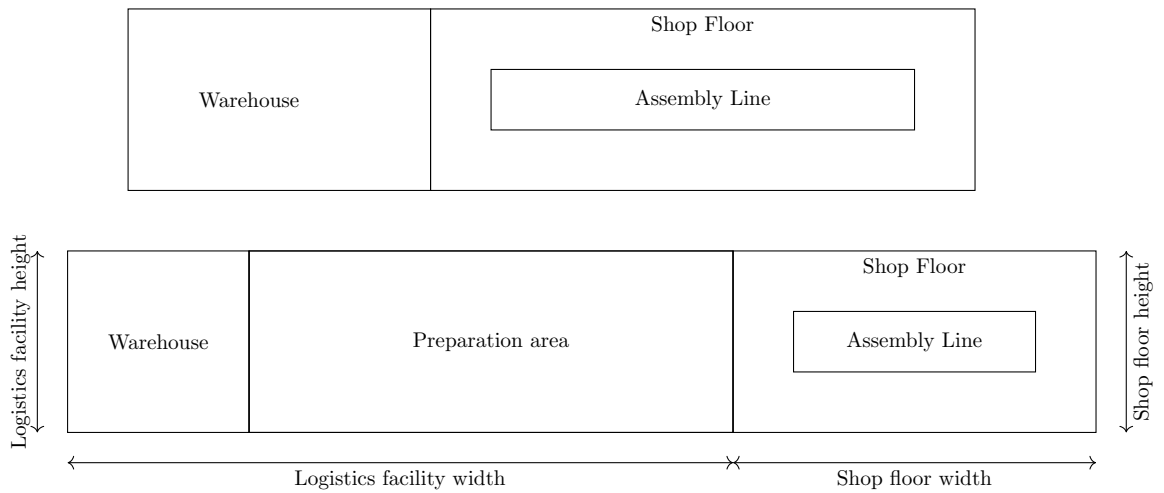 Shop Floor
Warehouse
Assembly Line
Logistics facility height
Shop Floor
Warehouse
Preparation area
Assembly Line
Shop floor height
Logistics facility width
Shop floor width